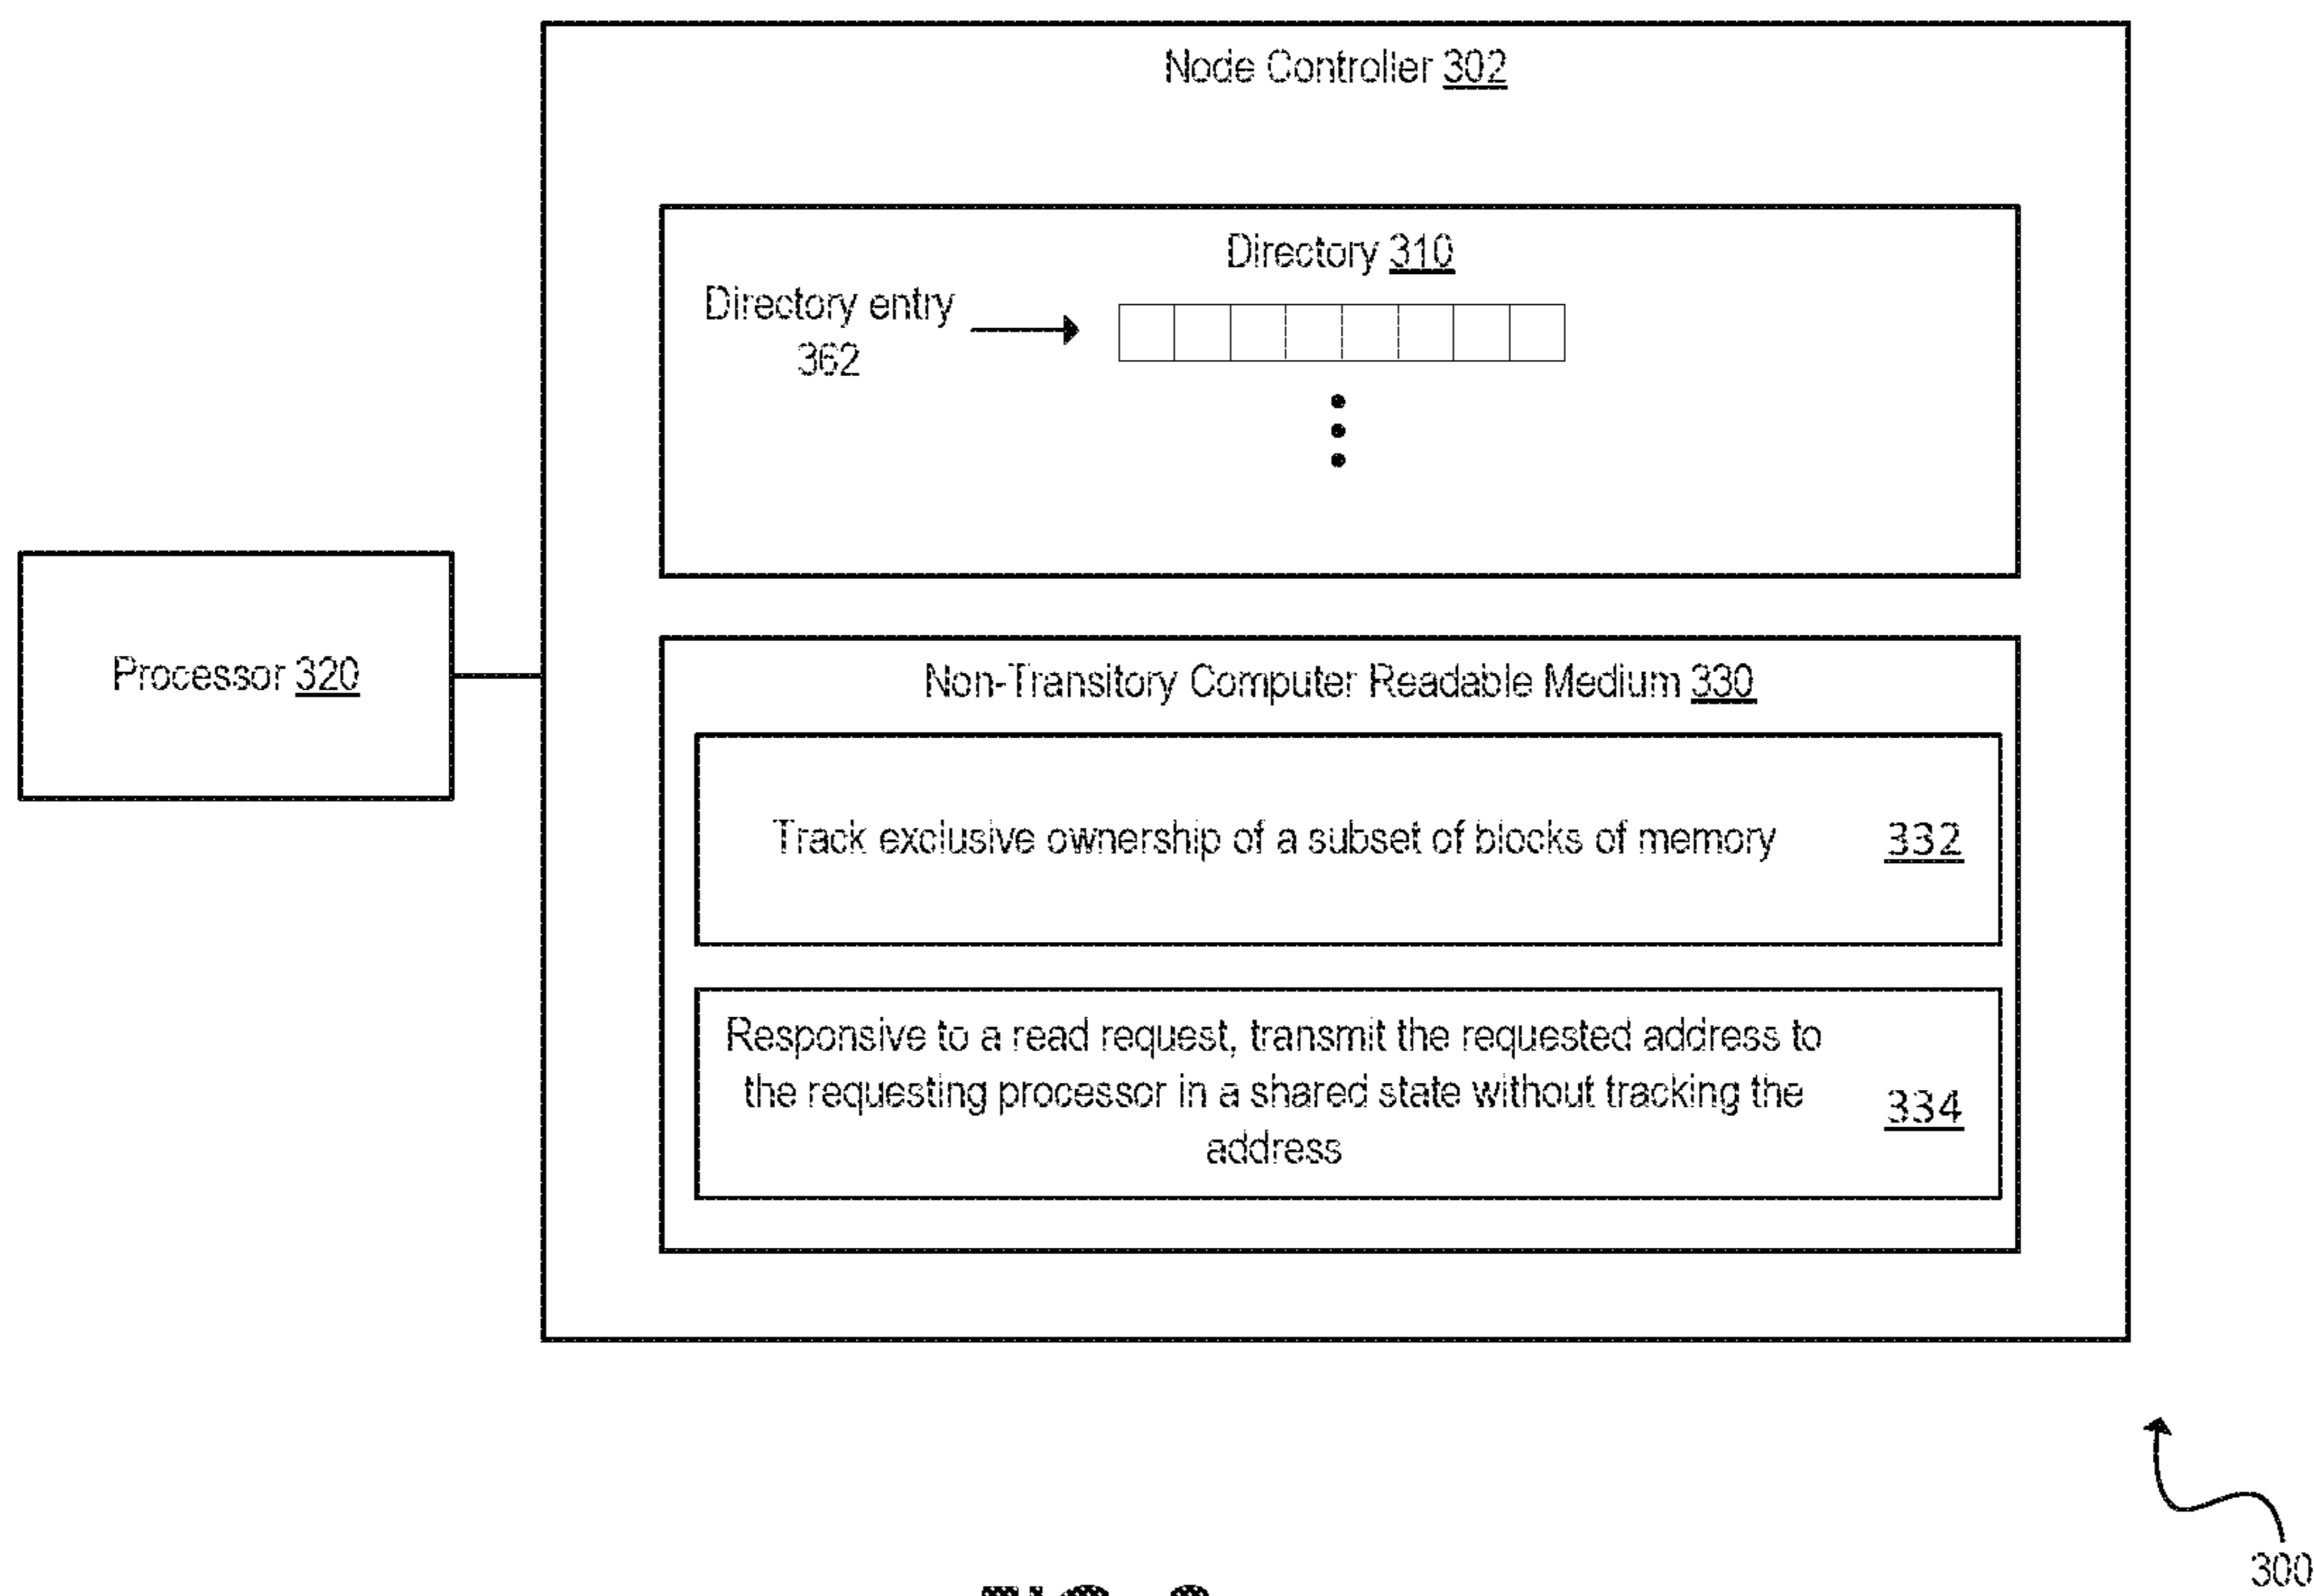 Node Controller 302
Directory 310
Directory entry
362
Processor 320
Non-Transitory Computer Readable Medium 330
Track exclusive ownership of a subset of blocks of memory 332
Responsive to a read request, transmit the requested address to
the requesting processor in a shared state without tracking the
address
334
300